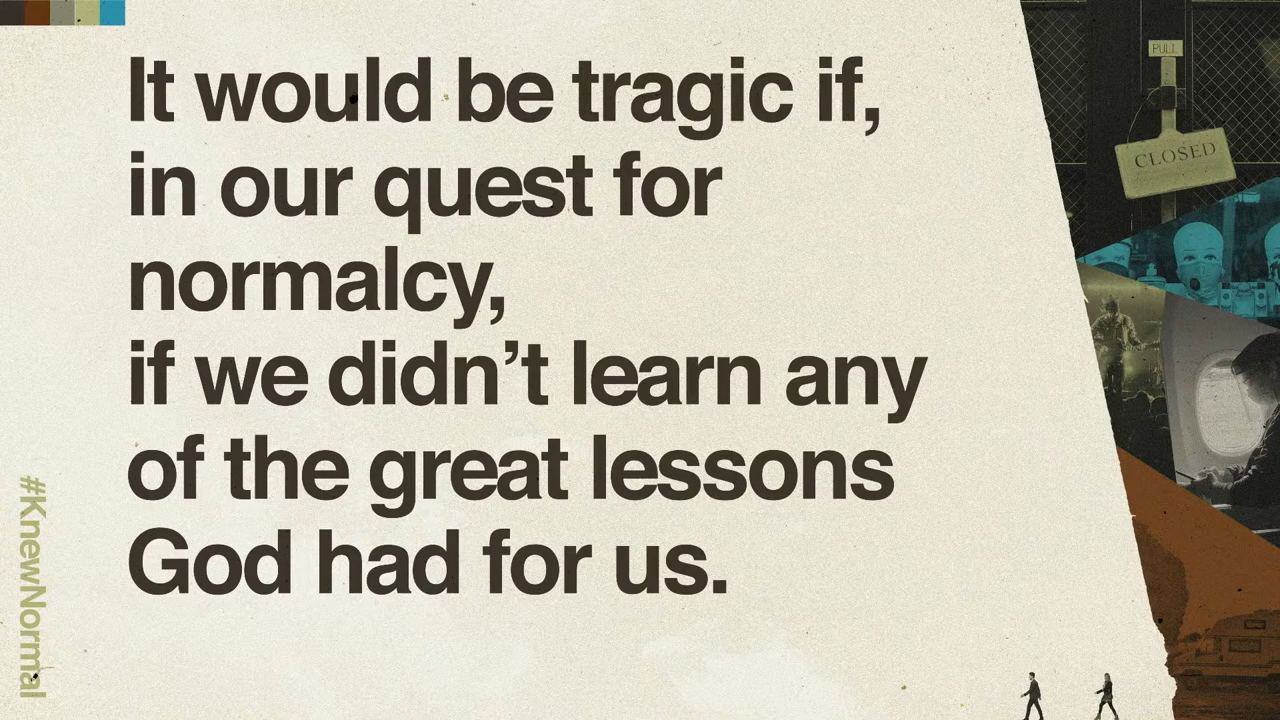 It would be tragic if,
in our quest for
normalcy,
if we didn’t learn any
of the great lessons
God had for us.
#KnewNormal
PULL
CLOSED